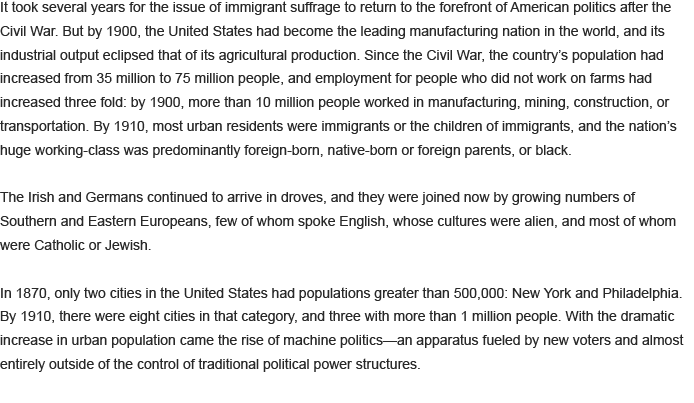 It took several years for the issue of immigrant suffrage to return to the forefront of American politics after the
Civil War. But by 1900, the United States had become the leading manufacturing nation in the world, and its
industrial output eclipsed that of its agricultural production. Since the Civil War, the country's population had
increased from 35 million to 75 million people, and employment for people who did not work on farms had
increased three fold: by 1900, more than 10 million people worked in manufacturing, mining, construction, or
transportation. By 1910, most urban residents were immigrants or the children of immigrants, and the nation's
huge working-class was predominantly foreign-born, native-born or foreign parents, or black.
The Irish and Germans continued to arrive in droves, and they were joined now by growing numbers of
Southern and Eastern Europeans, few of whom spoke English, whose cultures were alien, and most of whom
were Catholic or Jewish.
In 1870, only two cities in the United States had populations greater than 500,000: New York and Philadelphia.
By 1910, there were eight cities in that category, and three with more than 1 million people. With the dramatic
increase in urban population came the rise of machine politics—an apparatus fueled by new voters and almost
entirely outside of the control of traditional political power structures.